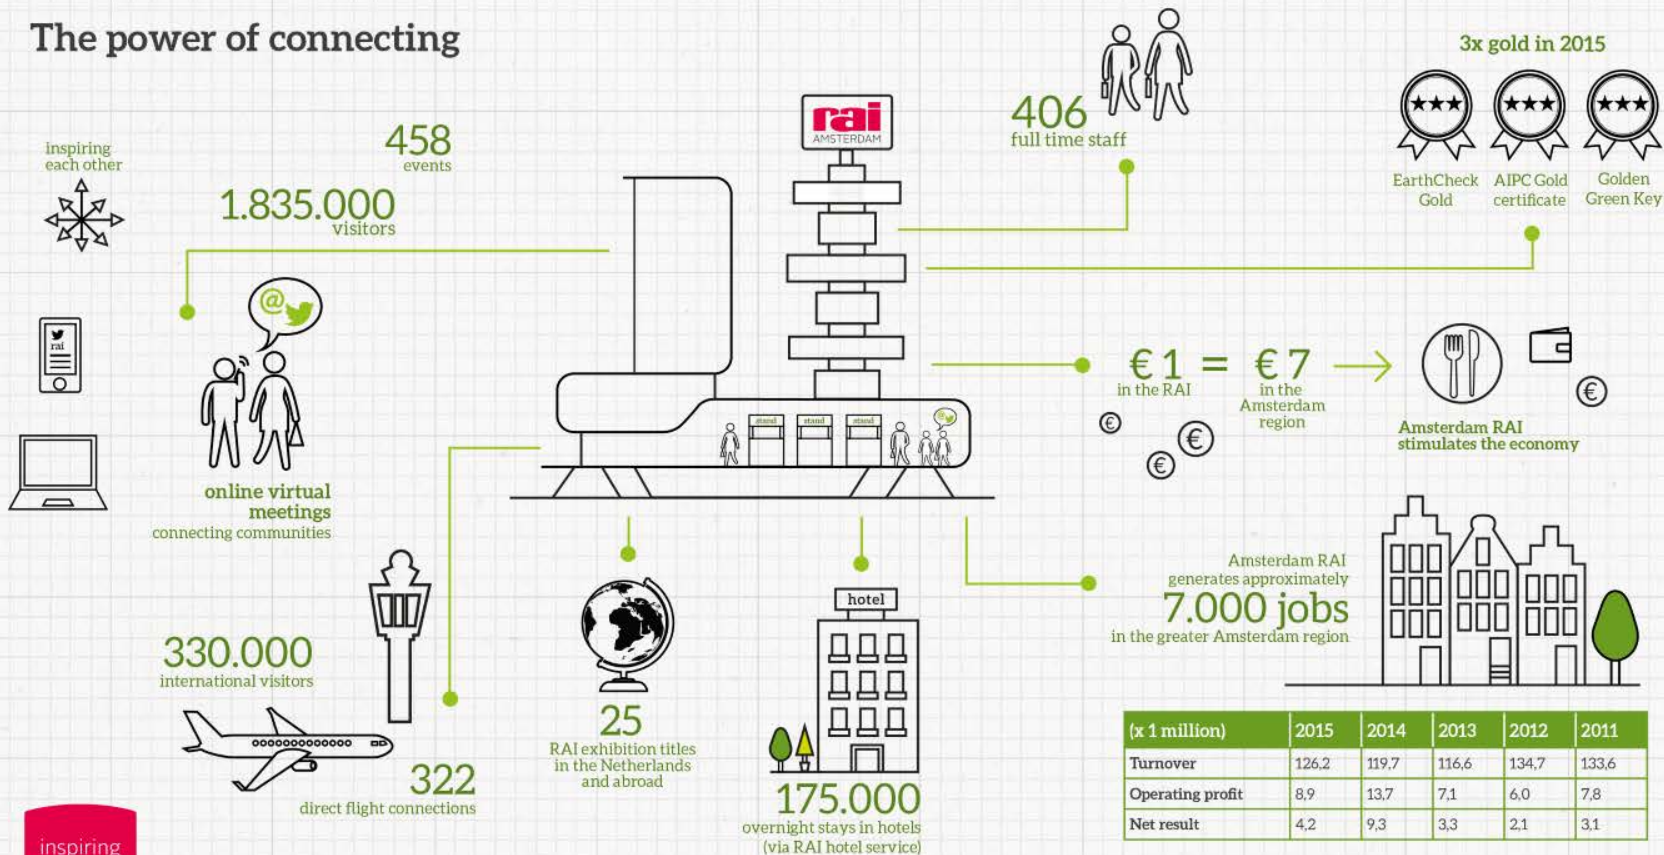 The power of connecting
inspiring
each other
458
events
1.835.000
visitors
@
rai
online virtual
meetings
connecting communities
rai
AMSTERDAM
stand stand stand
@
406
full time staff
3x gold in 2015
EarthCheck
Gold
AIPC Gold
certificate
Golden
Green Key
€ 1 = € 7
in the RAI
in the
Amsterdam
region
€
€
€
€
Amsterdam RAI
stimulates the economy
Amsterdam RAI
generates approximately
7.000 jobs
in the greater Amsterdam region
330.000
international visitors
322
direct flight connections
25
RAI exhibition titles
in the Netherlands
and abroad
hotel
175.000
overnight stays in hotels
(via RAI hotel service)
(x 1 million) 2015 2014 2013 2012 2011
Turnover 126,2 119,7 116,6 134,7 133,6
Operating profit 8,9 13,7 7,1 6,0 7,8
Net result 4,2 9,3 3,3 2,1 3,1
inspiring